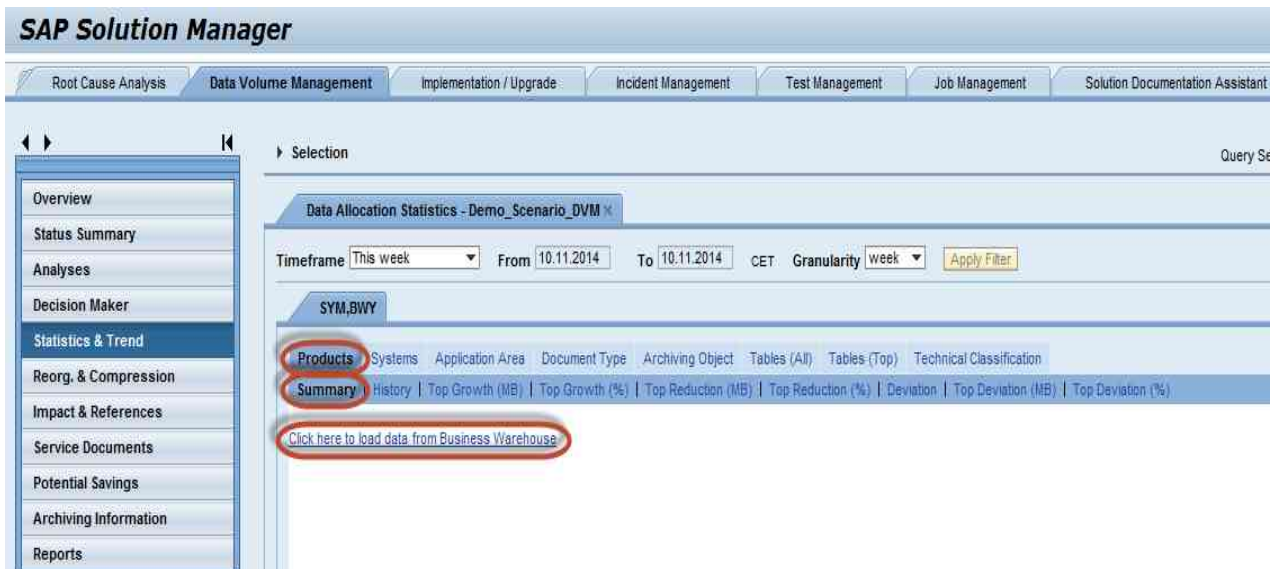 SAP Solution Manager
Root Cause Analysis Data Volume Management Implementation / Upgrade Incident Management Test Management Job Management Solution Documentation Assistant
Selection
Query Se
Overview
Status Summary
Analyses
Decision Maker
Statistics & Trend
Reorg. & Compression
Impact & References
Service Documents
Potential Savings
Archiving Information
Reports
Data Allocation Statistics - Demo_Scenario_DVM
Timeframe This week From 10.11.2014 To 10.11.2014 CET Granularity week Apply Filter
SYM,BWY
Products Systems Application Area Document Type Archiving Object Tables (All) Tables (Top) Technical Classification
Summary | History | Top Growth (MB) | Top Growth (%) | Top Reduction (MB) | Top Reduction (%) | Deviation | Top Deviation (MB) | Top Deviation (%)
Click here to load data from Business Warehouse